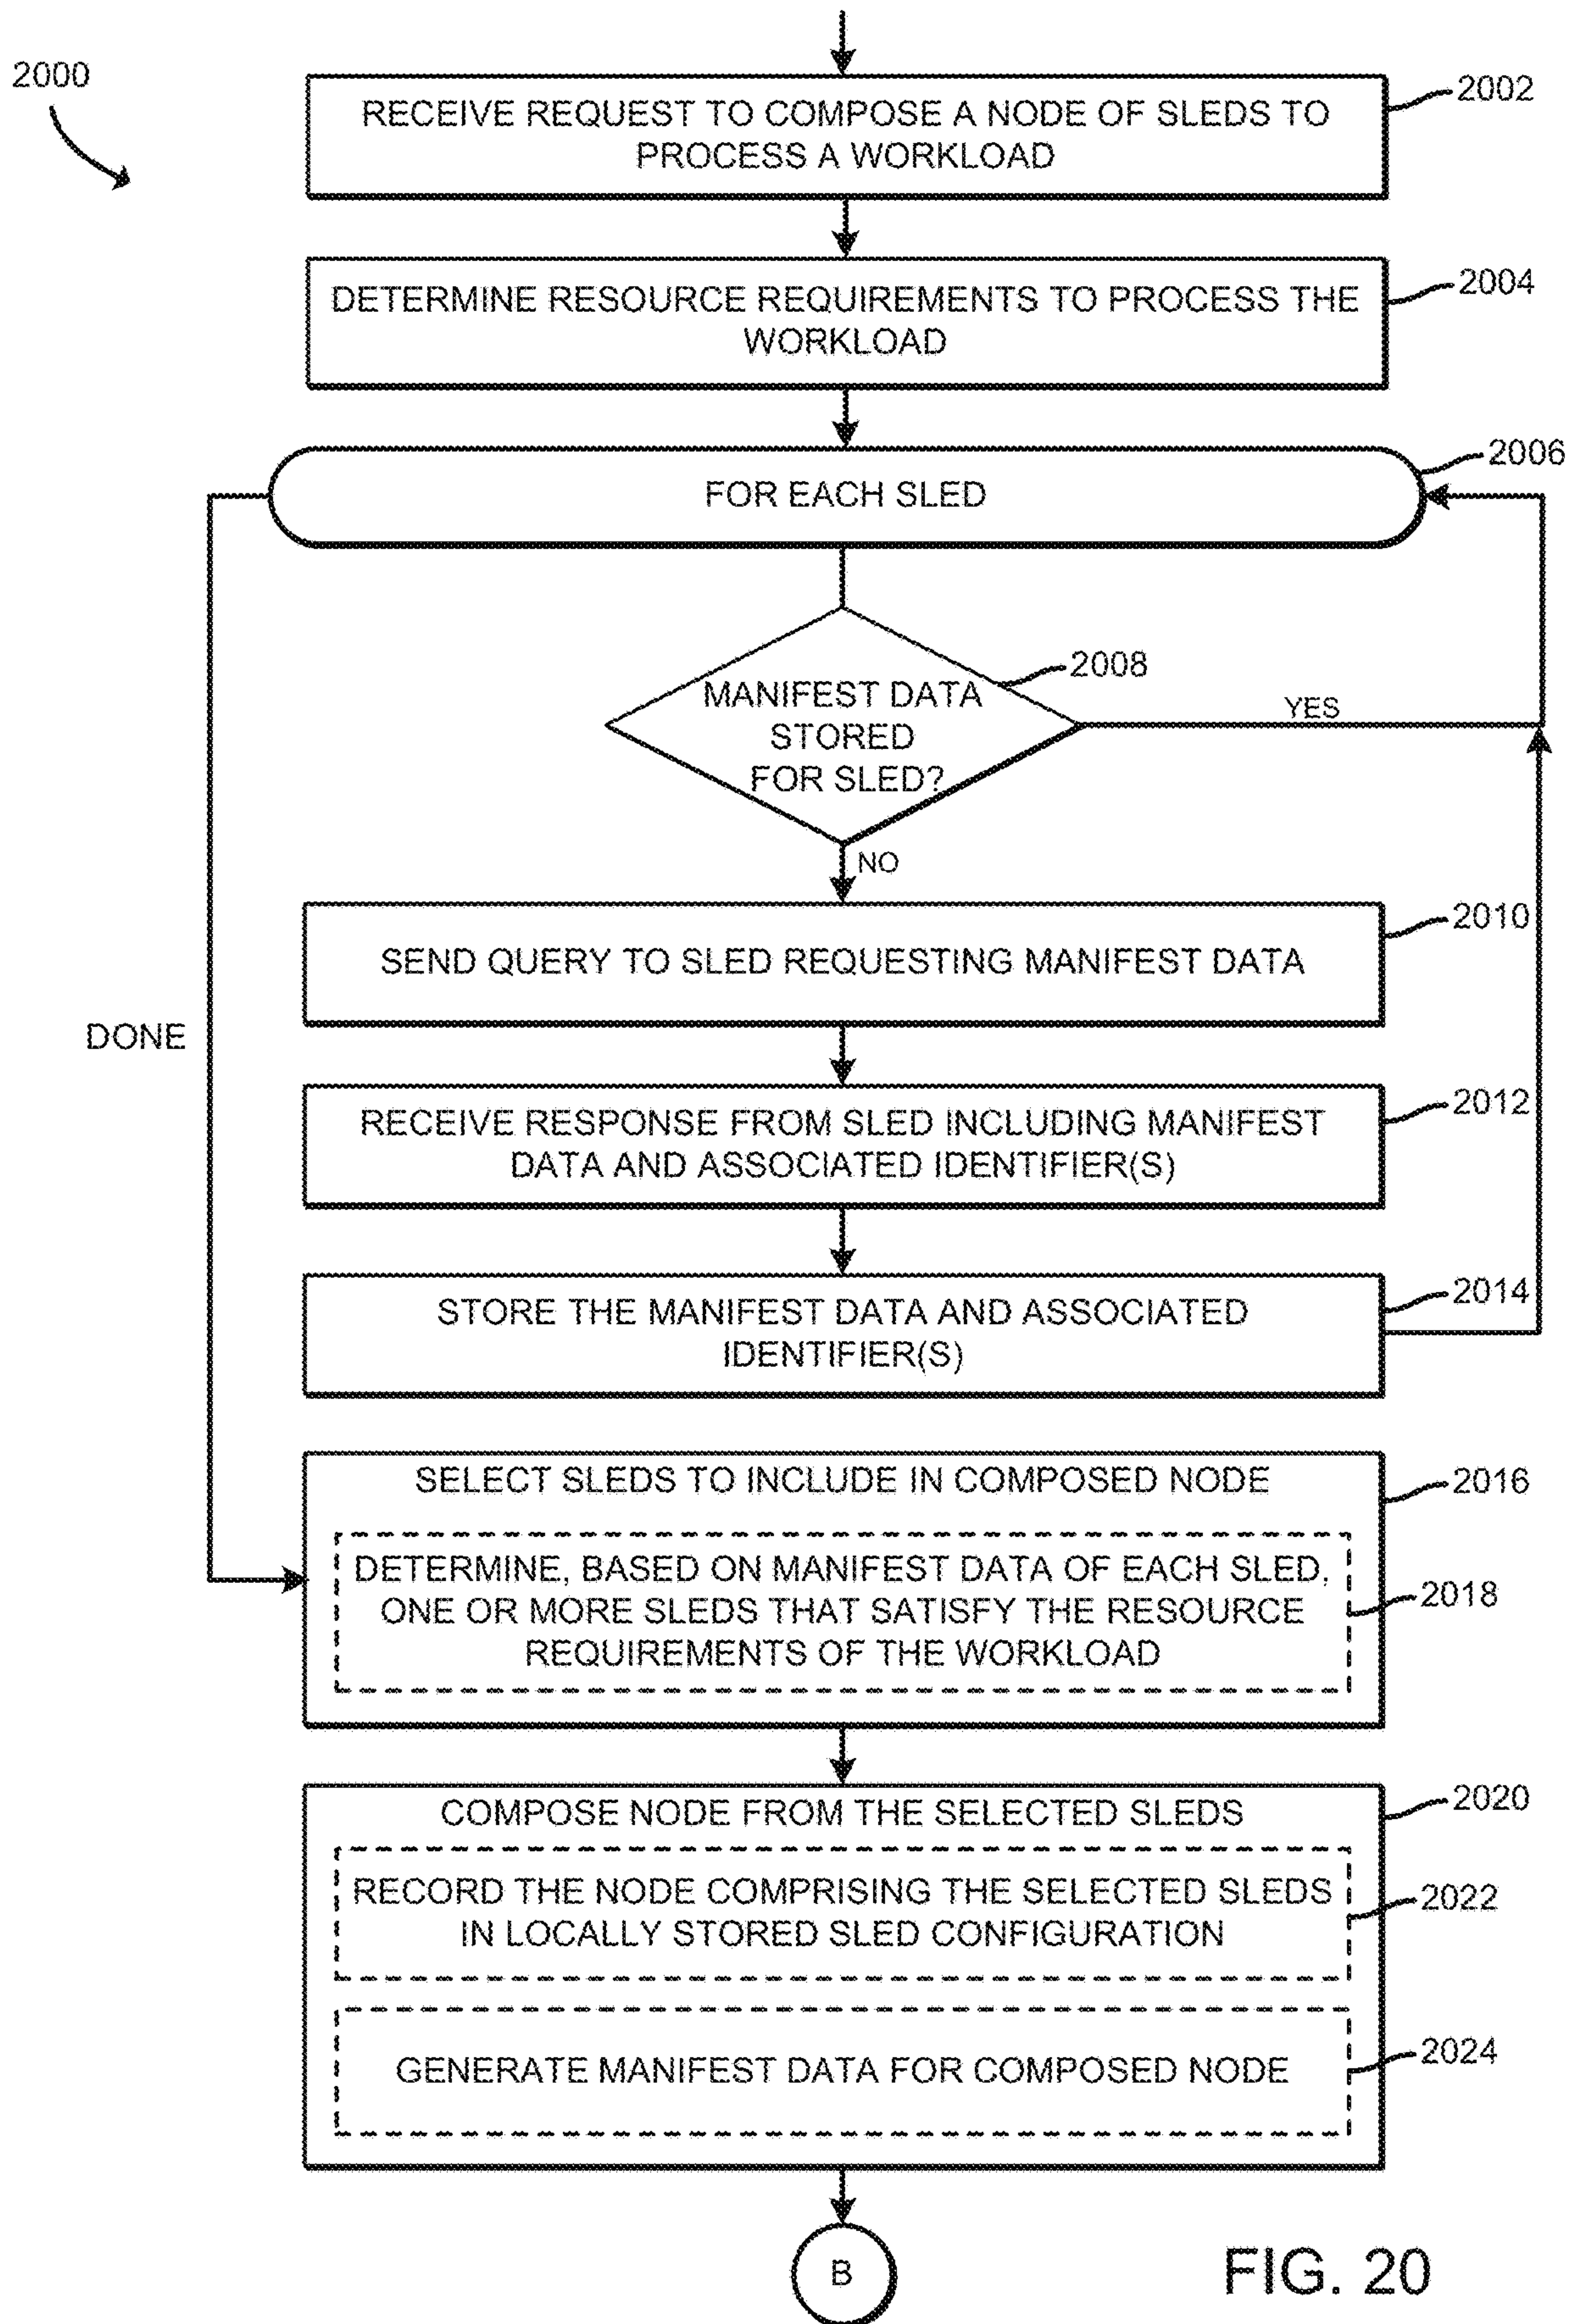 2000
RECEIVE REQUEST TO COMPOSE A NODE OF SLEDS TO
PROCESS A WORKLOAD
2002
DETERMINE RESOURCE REQUIREMENTS TO PROCESS THE
WORKLOAD
2004
FOR EACH SLED
2006
MANIFEST DATA
STORED
FOR SLED?
2008
YES
NO
SEND QUERY TO SLED REQUESTING MANIFEST DATA
2010
DONE
RECEIVE RESPONSE FROM SLED INCLUDING MANIFEST
DATA AND ASSOCIATED IDENTIFIER(S)
2012
STORE THE MANIFEST DATA AND ASSOCIATED
IDENTIFIER(S)
2014
SELECT SLEDS TO INCLUDE IN COMPOSED NODE
2016
DETERMINE, BASED ON MANIFEST DATA OF EACH SLED,
ONE OR MORE SLEDS THAT SATISFY THE RESOURCE
REQUIREMENTS OF THE WORKLOAD
2018
COMPOSE NODE FROM THE SELECTED SLEDS
2020
RECORD THE NODE COMPRISING THE SELECTED SLEDS
IN LOCALLY STORED SLED CONFIGURATION
2022
GENERATE MANIFEST DATA FOR COMPOSED NODE
2024
B
FIG. 20